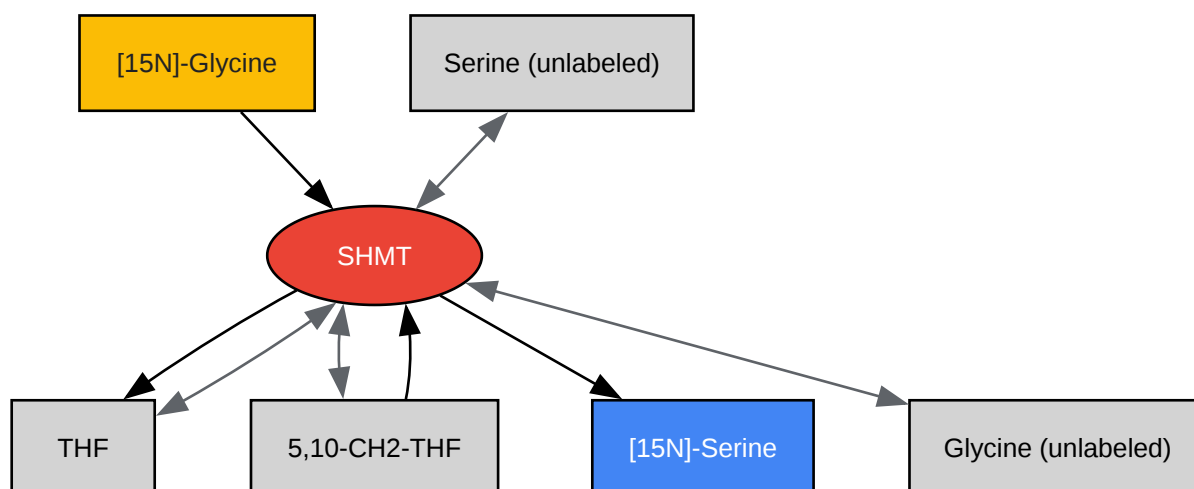 [15N]-Glycine
Serine (unlabeled)
SHMT
THF
5,10-CH2-THF
[15N]-Serine
Glycine (unlabeled)